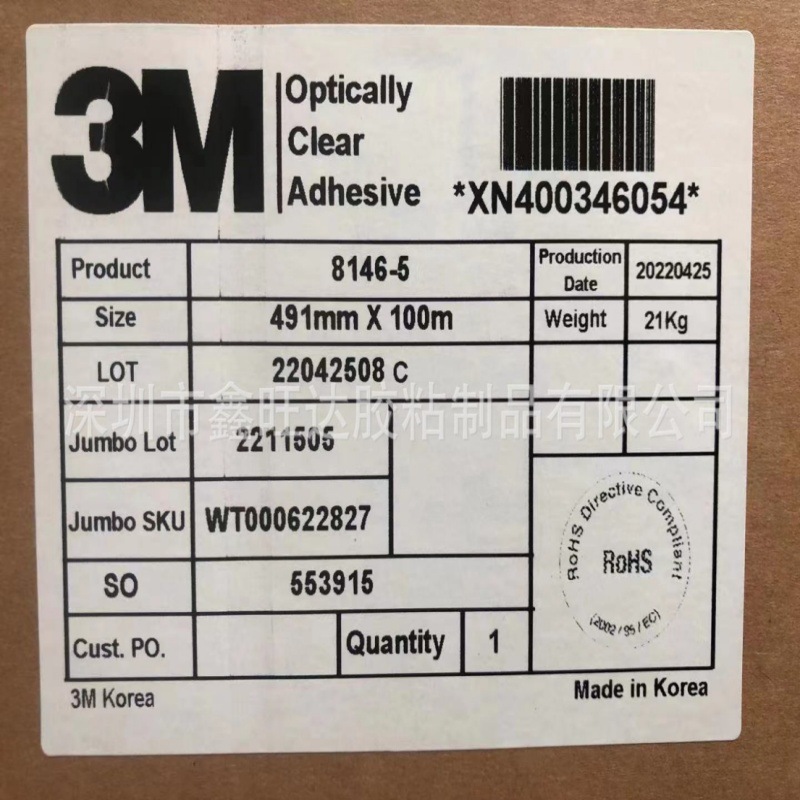 3M
Optically
Clear
Adhesive
*XN400346054*
Product 8146-5 Production Date 20220425
Size 491mm X 100m Weight 21Kg
LOT 22042508 C
深圳市鑫旺达胶粘制品有限公司
Jumbo Lot 2211505
Jumbo SKU WT000622827
RoHS Directive Compliant
RoHS
(2002/95/EC)
SO 553915
Cust. PO. Quantity 1
3M Korea Made in Korea